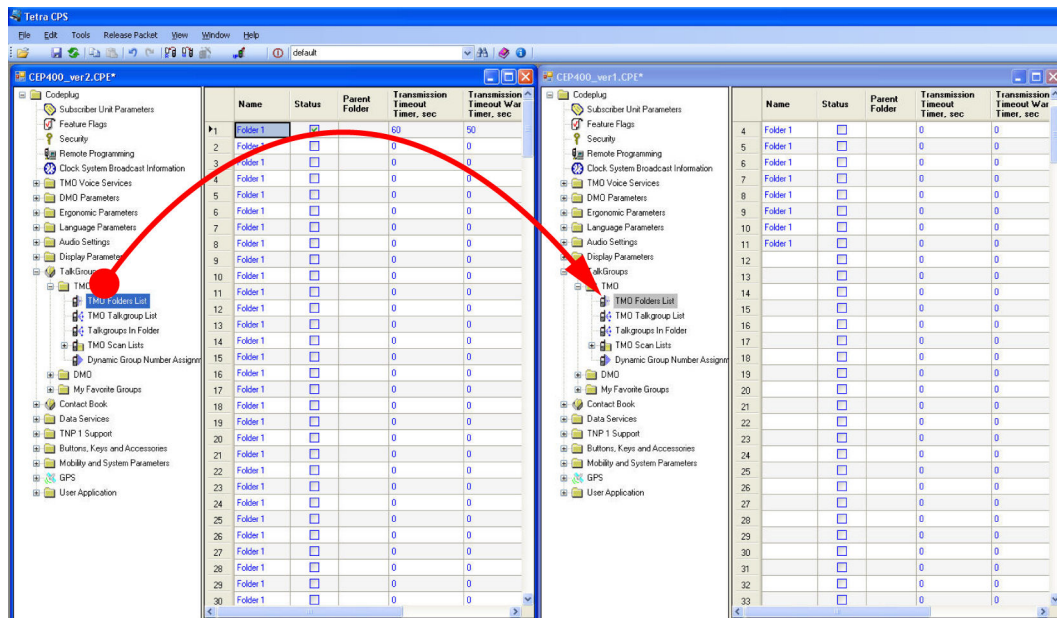 Tetra CPS
File Edit Tools Release Packet View Window Help
default
CEP400_ver2.CPE*
Codeplug
Subscriber Unit Parameters
Feature Flags
Security
Remote Programming
Clock System Broadcast Information
TMO Voice Services
DMO Parameters
Ergonomic Parameters
Language Parameters
Audio Settings
Display Parameters
TalkGroups
TMO
TMO Folders List
TMO Talkgroup List
Talkgroups In Folder
TMO Scan Lists
Dynamic Group Number Assignm
DMO
My Favorite Groups
Contact Book
Data Services
TNP 1 Support
Buttons, Keys and Accessories
Mobility and System Parameters
GPS
User Application
Name Status Parent Folder Transmission Timeout Timer, sec Transmission Timeout War Timer, sec
1 Folder 1 60 50
2 Folder 1 0 0
3 Folder 1 0 0
4 Folder 1 0 0
5 Folder 1 0 0
6 Folder 1 0 0
7 Folder 1 0 0
8 Folder 1 0 0
9 Folder 1 0 0
10 Folder 1 0 0
11 Folder 1 0 0
12 Folder 1 0 0
13 Folder 1 0 0
14 Folder 1 0 0
15 Folder 1 0 0
16 Folder 1 0 0
17 Folder 1 0 0
18 Folder 1 0 0
19 Folder 1 0 0
20 Folder 1 0 0
21 Folder 1 0 0
22 Folder 1 0 0
23 Folder 1 0 0
24 Folder 1 0 0
25 Folder 1 0 0
26 Folder 1 0 0
27 Folder 1 0 0
28 Folder 1 0 0
29 Folder 1 0 0
30 Folder 1 0 0
CEP400_ver1.CPE*
Codeplug
Subscriber Unit Parameters
Feature Flags
Security
Remote Programming
Clock System Broadcast Information
TMO Voice Services
DMO Parameters
Ergonomic Parameters
Language Parameters
Audio Settings
Display Parameters
TalkGroups
TMO
TMO Folders List
TMO Talkgroup List
Talkgroups In Folder
TMO Scan Lists
Dynamic Group Number Assignm
DMO
My Favorite Groups
Contact Book
Data Services
TNP 1 Support
Buttons, Keys and Accessories
Mobility and System Parameters
GPS
User Application
Name Status Parent Folder Transmission Timeout Timer, sec Transmission Timeout War Timer, sec
4 Folder 1 0 0
5 Folder 1 0 0
6 Folder 1 0 0
7 Folder 1 0 0
8 Folder 1 0 0
9 Folder 1 0 0
10 Folder 1 0 0
11 Folder 1 0 0
12 0 0
13 0 0
14 0 0
15 0 0
16 0 0
17 0 0
18 0 0
19 0 0
20 0 0
21 0 0
22 0 0
23 0 0
24 0 0
25 0 0
26 0 0
27 0 0
28 0 0
29 0 0
30 0 0
31 0 0
32 0 0
33 0 0